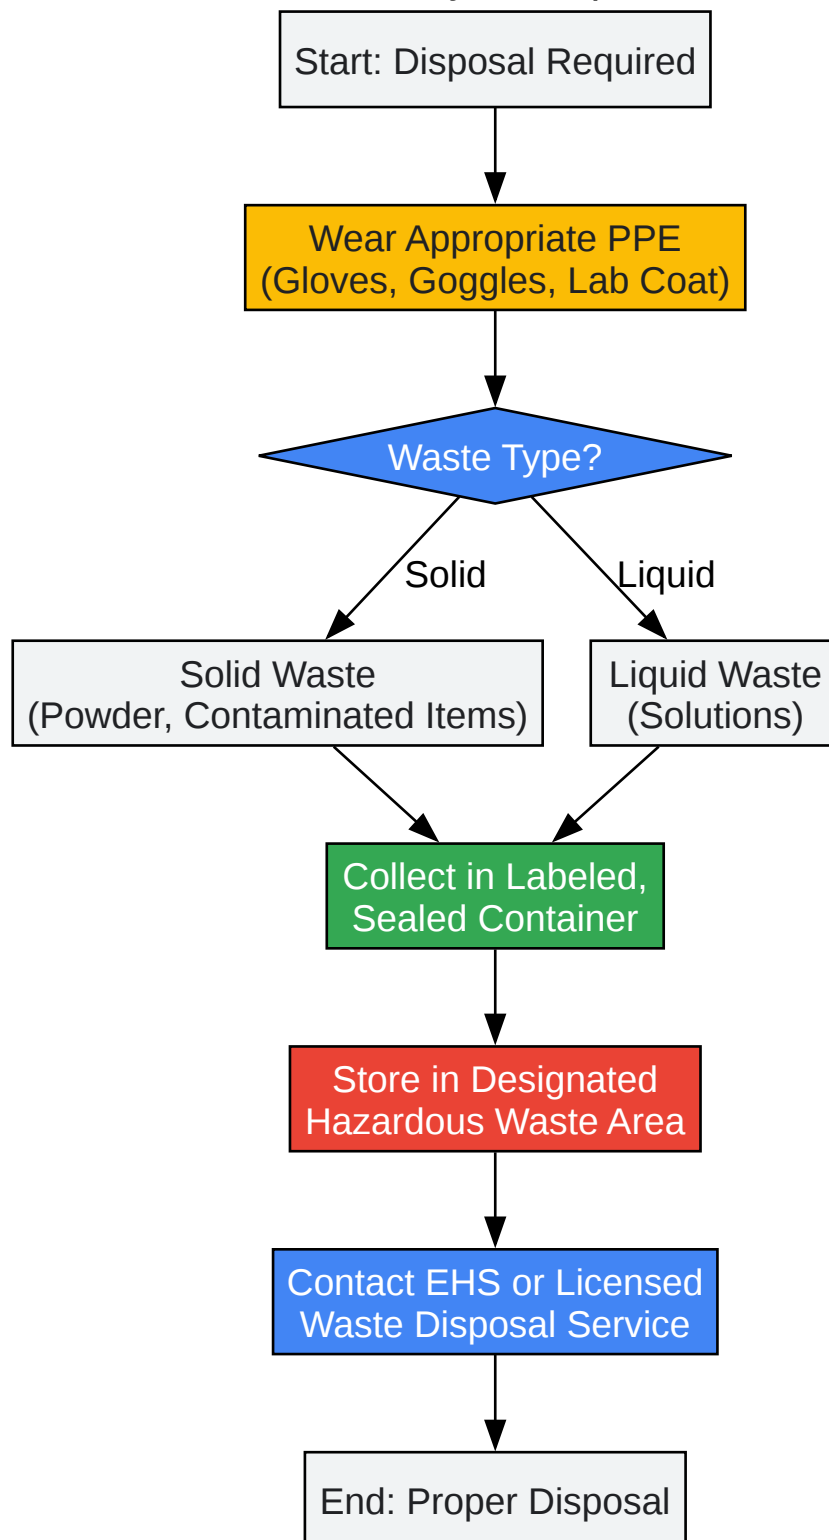 Start: Disposal Required
Wear Appropriate PPE
(Gloves, Goggles, Lab Coat)
Waste Type?
Solid
Liquid
Solid Waste
(Powder, Contaminated Items)
Liquid Waste
(Solutions)
Collect in Labeled,
Sealed Container
Store in Designated
Hazardous Waste Area
Contact EHS or Licensed
Waste Disposal Service
End: Proper Disposal